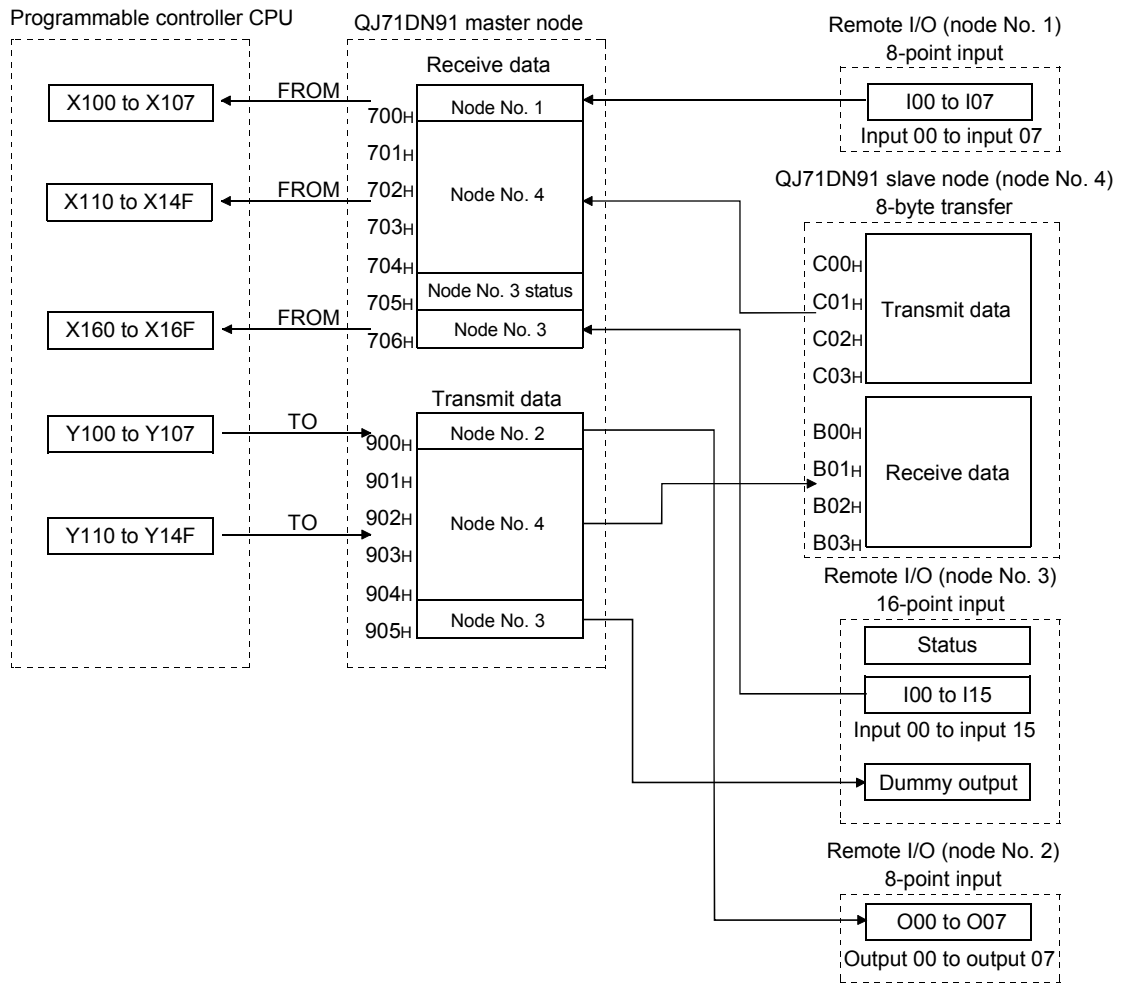 Programmable controller CPU
X100 to X107
X110 to X14F
X160 to X16F
Y100 to Y107
Y110 to Y14F
FROM
FROM
FROM
TO
TO
QJ71DN91 master node
Receive data
700H
701H
702H
703H
704H
705H
706H
Node No. 1
Node No. 4
Node No. 3 status
Node No. 3
Transmit data
900H
901H
902H
903H
904H
905H
Node No. 2
Node No. 4
Node No. 3
Remote I/O (node No. 1)
8-point input
I00 to I07
Input 00 to input 07
QJ71DN91 slave node (node No. 4)
8-byte transfer
C00H
C01H
C02H
C03H
Transmit data
B00H
B01H
B02H
B03H
Receive data
Remote I/O (node No. 3)
16-point input
Status
I00 to I15
Input 00 to input 15
Dummy output
Remote I/O (node No. 2)
8-point input
O00 to O07
Output 00 to output 07